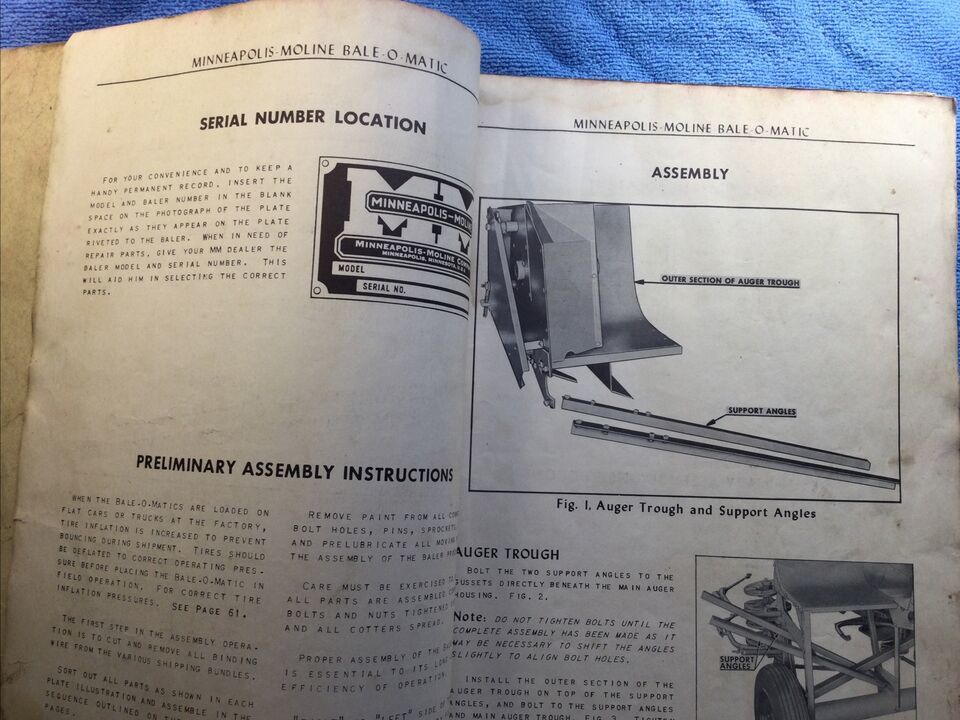 MINNEAPOLIS-MOLINE BALE-O-MATIC
SERIAL NUMBER LOCATION
FOR YOUR CONVENIENCE AND TO KEEP A
HANDY PERMANENT RECORD, INSERT THE
MODEL AND BALER NUMBER IN THE BLANK
SPACE ON THE PHOTOGRAPH OF THE PLATE
EXACTLY AS THEY APPEAR ON THE PLATE
RIVETED TO THE BALER. WHEN IN NEED OF
REPAIR PARTS, GIVE YOUR MM DEALER THE
BALER MODEL AND SERIAL NUMBER. THIS
WILL AID HIM IN SELECTING THE CORRECT
PARTS.
MINNEAPOLIS-MOLINE
MINNEAPOLIS-MOLINE
MINNEAPOLIS, MINNESOTA, U.S.A.
MODEL
SERIAL NO.
PRELIMINARY ASSEMBLY INSTRUCTIONS
WHEN THE BALE-O-MATICS ARE LOADED ON
FLAT CARS OR TRUCKS AT THE FACTORY,
TIRE INFLATION IS INCREASED TO PREVENT
BOUNCING DURING SHIPMENT. TIRES SHOULD
BE DEFLATED TO CORRECT OPERATING PRES-
SURE BEFORE PLACING THE BALE-O-MATIC IN
FIELD OPERATION. FOR CORRECT TIRE
INFLATION PRESSURES, SEE PAGE 61.
THE FIRST STEP IN THE ASSEMBLY OPERA-
TION IS TO CUT AND REMOVE ALL BINDING
WIRE FROM THE VARIOUS SHIPPING BUNDLES.
SORT OUT ALL PARTS AS SHOWN IN EACH
PLATE ILLUSTRATION AND ASSEMBLE IN THE
SEQUENCE OUTLINED ON THE
PAGES.
REMOVE PAINT FROM ALL
BOLT HOLES, PINS, SPROCKETS
AND PRELUBRICATE ALL MOVING
THE ASSEMBLY OF THE BALER
CARE MUST BE EXERCISED
ALL PARTS ARE ASSEMBLED
BOLTS AND NUTS TIGHTENED
AND ALL COTTERS SPREAD.
PROPER ASSEMBLY OF THE
IS ESSENTIAL TO ITS
EFFICIENCY OF OPERATION.
"LEFT" SIDE OF
MINNEAPOLIS-MOLINE BALE-O-MATIC
ASSEMBLY
OUTER SECTION OF AUGER TROUGH
SUPPORT ANGLES
Fig. 1, Auger Trough and Support Angles
AUGER TROUGH
BOLT THE TWO SUPPORT ANGLES TO THE
GUSSETS DIRECTLY BENEATH THE MAIN AUGER
HOUSING. FIG. 2.
Note: DO NOT TIGHTEN BOLTS UNTIL THE
COMPLETE ASSEMBLY HAS BEEN MADE AS IT
MAY BE NECESSARY TO SHIFT THE ANGLES
SLIGHTLY TO ALIGN BOLT HOLES.
INSTALL THE OUTER SECTION OF THE
AUGER TROUGH ON TOP OF THE SUPPORT
ANGLES, AND BOLT TO THE SUPPORT ANGLES
AND MAIN AUGER TROUGH. FIG. 3. TIGHTEN
SUPPORT
ANGLES